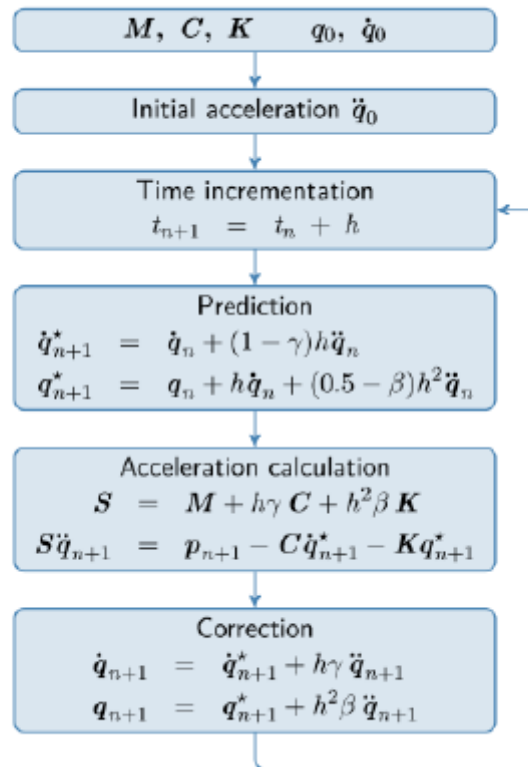 M, C, K q₀, q̇₀
Initial acceleration q̈₀
Time incrementation
tₙ₊₁ = tₙ + h
Prediction
q̇*ₙ₊₁ = q̇ₙ + (1 − γ)hq̈ₙ
q*ₙ₊₁ = qₙ + hq̇ₙ + (0.5 − β)h²q̈ₙ
Acceleration calculation
S = M + hγ C + h²β K
Sq̈ₙ₊₁ = pₙ₊₁ − Cq̇*ₙ₊₁ − Kq*ₙ₊₁
Correction
q̇ₙ₊₁ = q̇*ₙ₊₁ + hγ q̈ₙ₊₁
qₙ₊₁ = q*ₙ₊₁ + h²β q̈ₙ₊₁